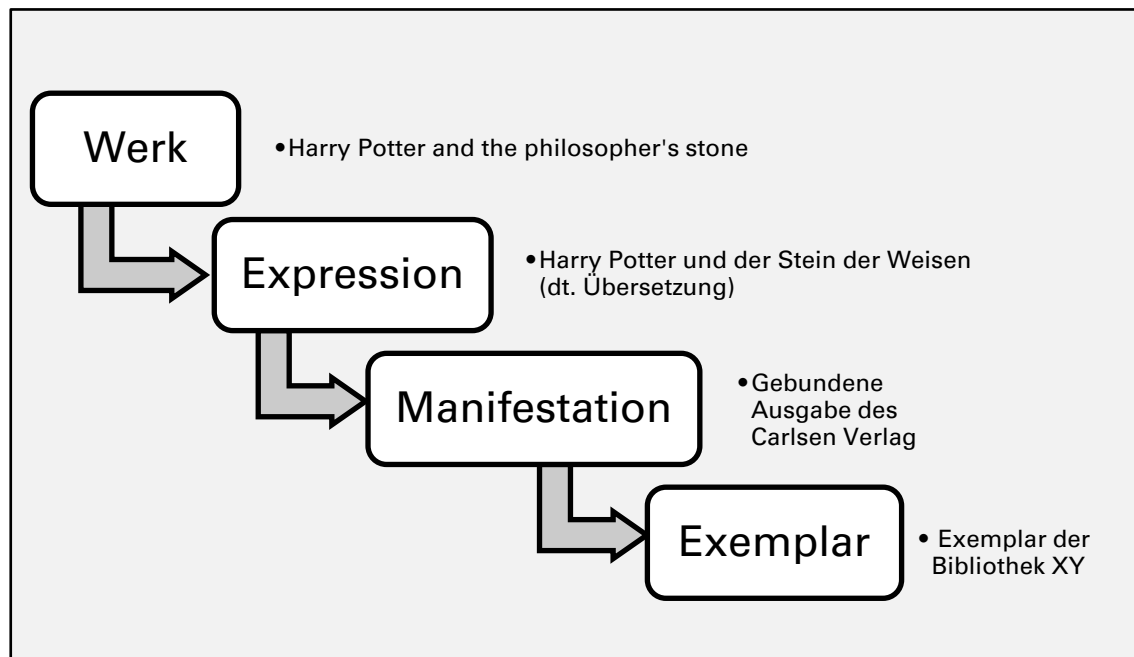 Werk
•Harry Potter and the philosopher's stone
Expression
•Harry Potter und der Stein der Weisen
(dt. Übersetzung)
Manifestation
•Gebundene
Ausgabe des
Carlsen Verlag
Exemplar
• Exemplar der
Bibliothek XY